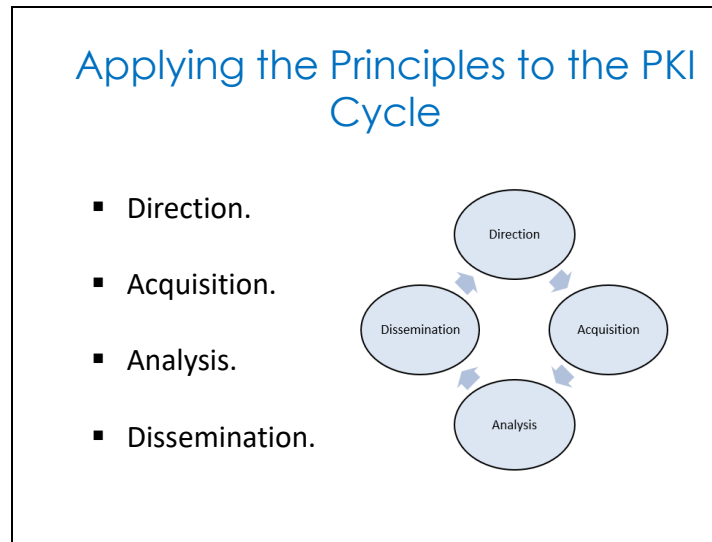 Applying the Principles to the PKI
Cycle
▪ Direction.
▪ Acquisition.
▪ Analysis.
▪ Dissemination.
Direction
Dissemination
Acquisition
Analysis